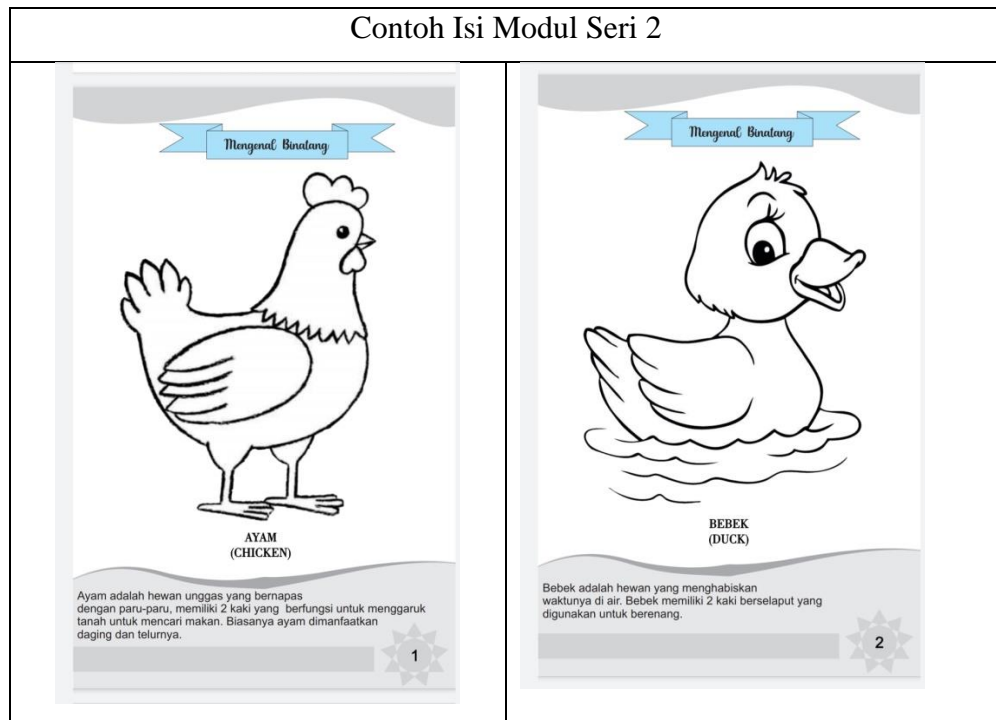 Contoh Isi Modul Seri 2
Mengenal Binatang
AYAM
(CHICKEN)
Ayam adalah hewan unggas yang bernapas
dengan paru-paru, memiliki 2 kaki yang berfungsi untuk menggaruk
tanah untuk mencari makan. Biasanya ayam dimanfaatkan
daging dan telurnya.
1
Mengenal Binatang
BEBEK
(DUCK)
Bebek adalah hewan yang menghabiskan
waktunya di air. Bebek memiliki 2 kaki berselaput yang
digunakan untuk berenang.
2